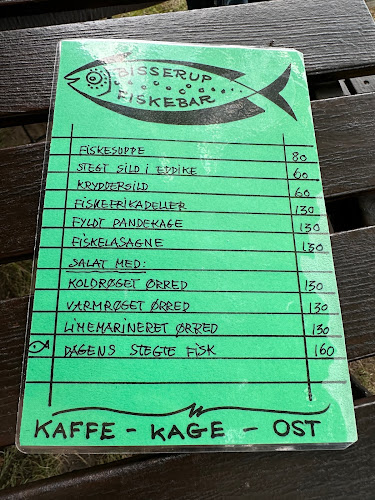 BISSERUP
FISKEBAR
FISKESUPPE 80
STEGT SILD I EDDIKE 60
KRYDDERSILD 60
FISKEFRIKADELLER 130
FYLDT PANDEKAGE 130
FISKELASAGNE 130
SALAT MED:
KOLDRØGET ØRRED 130
VARMRØGET ØRRED 130
LIMEMARINERET ØRRED 130
DAGENS STEGTE FISK 160
KAFFE - KAGE - OST